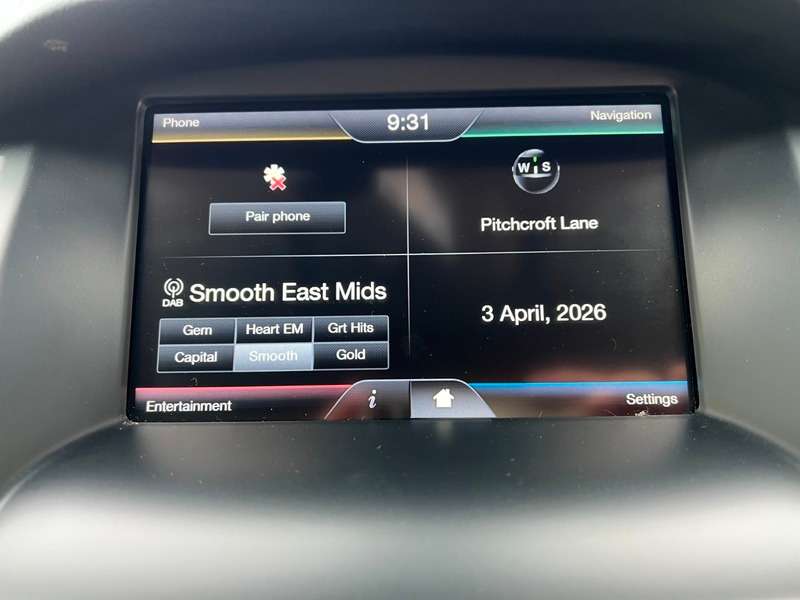 Phone
9:31
Navigation
W S
Pair phone
Pitchcroft Lane
DAB
Smooth East Mids
Gem Heart EM Grt Hits
Capital Smooth Gold
3 April, 2026
Entertainment
i
Settings